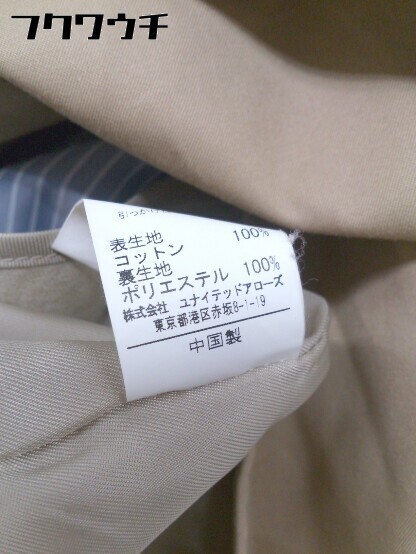 フクワウチ
表生地
コットン 100%
裏生地
ポリエステル 100%
株式会社 ユナイテッドアローズ
東京都港区赤坂8-1-19
中国製